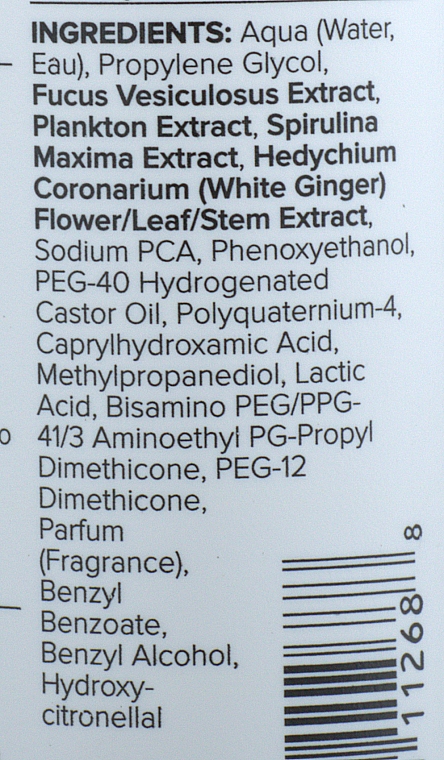 INGREDIENTS: Aqua (Water,
Eau), Propylene Glycol,
Fucus Vesiculosus Extract,
Plankton Extract, Spirulina
Maxima Extract, Hedychium
Coronarium (White Ginger)
Flower/Leaf/Stem Extract,
Sodium PCA, Phenoxyethanol,
PEG-40 Hydrogenated
Castor Oil, Polyquaternium-4,
Caprylhydroxamic Acid,
Methylpropanediol, Lactic
Acid, Bisamino PEG/PPG-
41/3 Aminoethyl PG-Propyl
Dimethicone, PEG-12
Dimethicone,
Parfum
(Fragrance),
Benzyl
Benzoate,
Benzyl Alcohol,
Hydroxy-
citronellal
11268 8